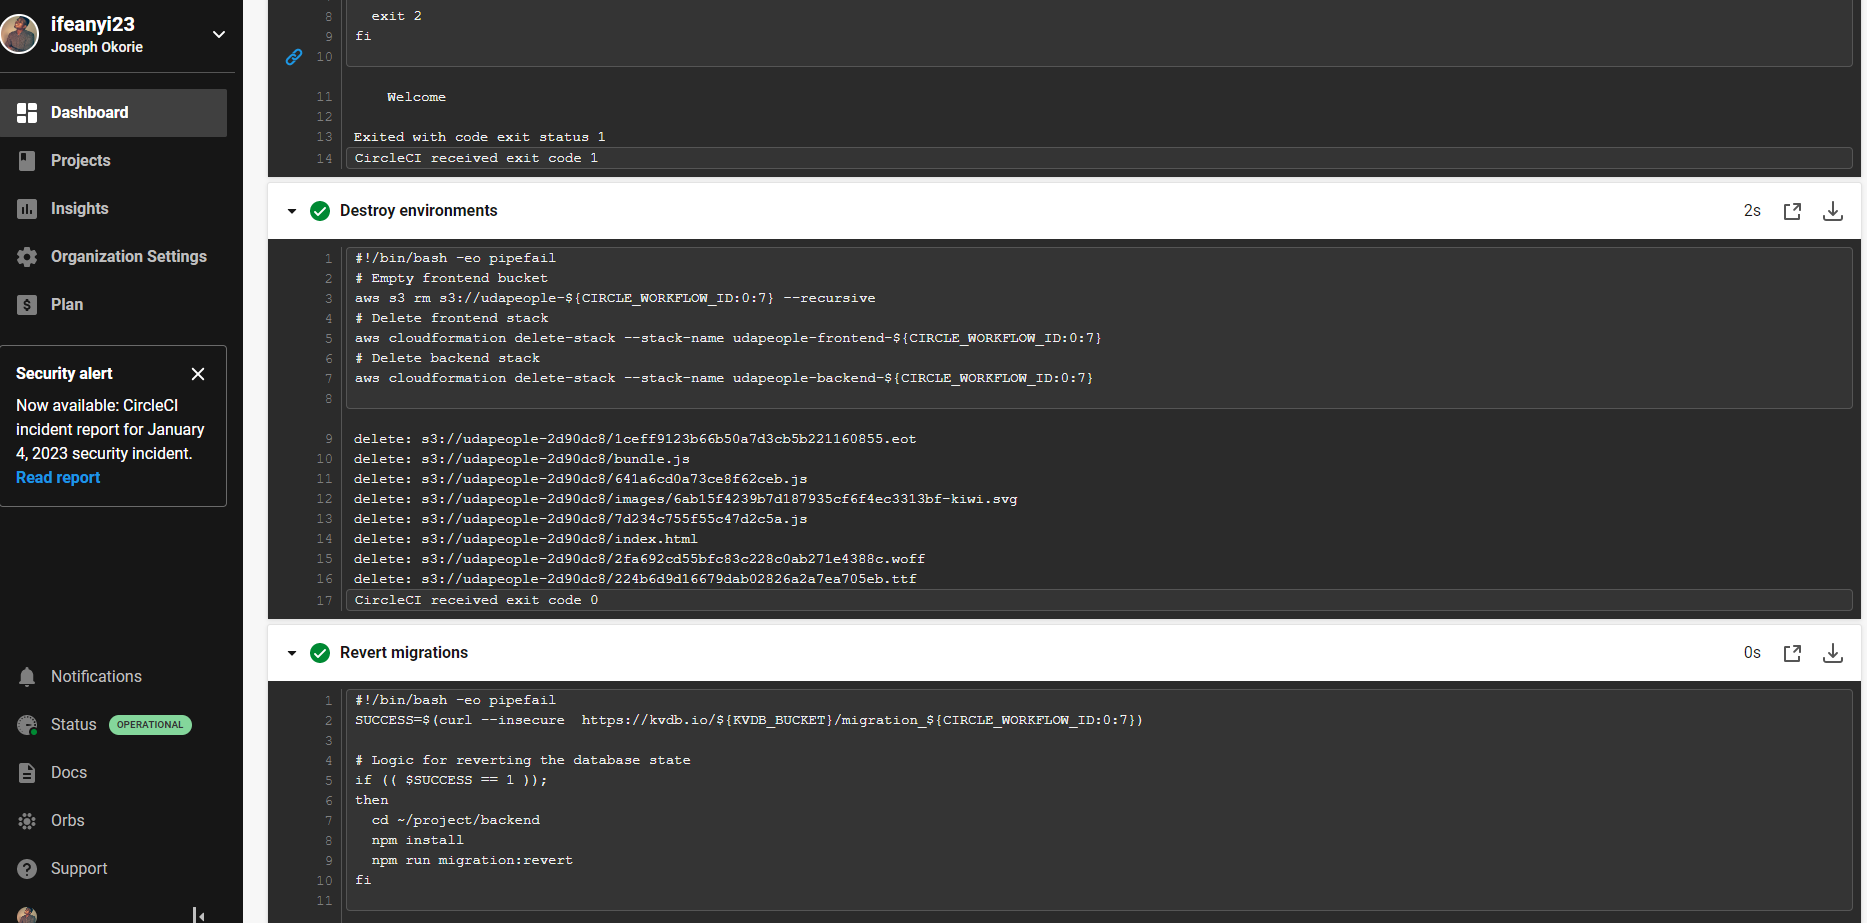 ifeanyi23
Joseph Okorie
Dashboard
Projects
Insights
Organization Settings
Plan
Security alert
Now available: CircleCI
incident report for January
4, 2023 security incident.
Read report
Notifications
Status OPERATIONAL
Docs
Orbs
Support
8 exit 2
9 fi
10
11 Welcome
12
13 Exited with code exit status 1
14 CircleCI received exit code 1
Destroy environments 2s
1 #!/bin/bash -eo pipefail
2 # Empty frontend bucket
3 aws s3 rm s3://udapeople-${CIRCLE_WORKFLOW_ID:0:7} --recursive
4 # Delete frontend stack
5 aws cloudformation delete-stack --stack-name udapeople-frontend-${CIRCLE_WORKFLOW_ID:0:7}
6 # Delete backend stack
7 aws cloudformation delete-stack --stack-name udapeople-backend-${CIRCLE_WORKFLOW_ID:0:7}
8
9 delete: s3://udapeople-2d90dc8/1ceff9123b66b50a7d3cb5b221160855.eot
10 delete: s3://udapeople-2d90dc8/bundle.js
11 delete: s3://udapeople-2d90dc8/641a6cd0a73ce8f62ceb.js
12 delete: s3://udapeople-2d90dc8/images/6ab15f4239b7d187935cf6f4ec3313bf-kiwi.svg
13 delete: s3://udapeople-2d90dc8/7d234c755f55c47d2c5a.js
14 delete: s3://udapeople-2d90dc8/index.html
15 delete: s3://udapeople-2d90dc8/2fa692cd55bfc83c228c0ab271e4388c.woff
16 delete: s3://udapeople-2d90dc8/224b6d9d16679dab02826a2a7ea705eb.ttf
17 CircleCI received exit code 0
Revert migrations 0s
1 #!/bin/bash -eo pipefail
2 SUCCESS=$(curl --insecure  https://kvdb.io/${KVDB_BUCKET}/migration_${CIRCLE_WORKFLOW_ID:0:7})
3
4 # Logic for reverting the database state
5 if (( $SUCCESS == 1 ));
6 then
7 cd ~/project/backend
8 npm install
9 npm run migration:revert
10 fi
11